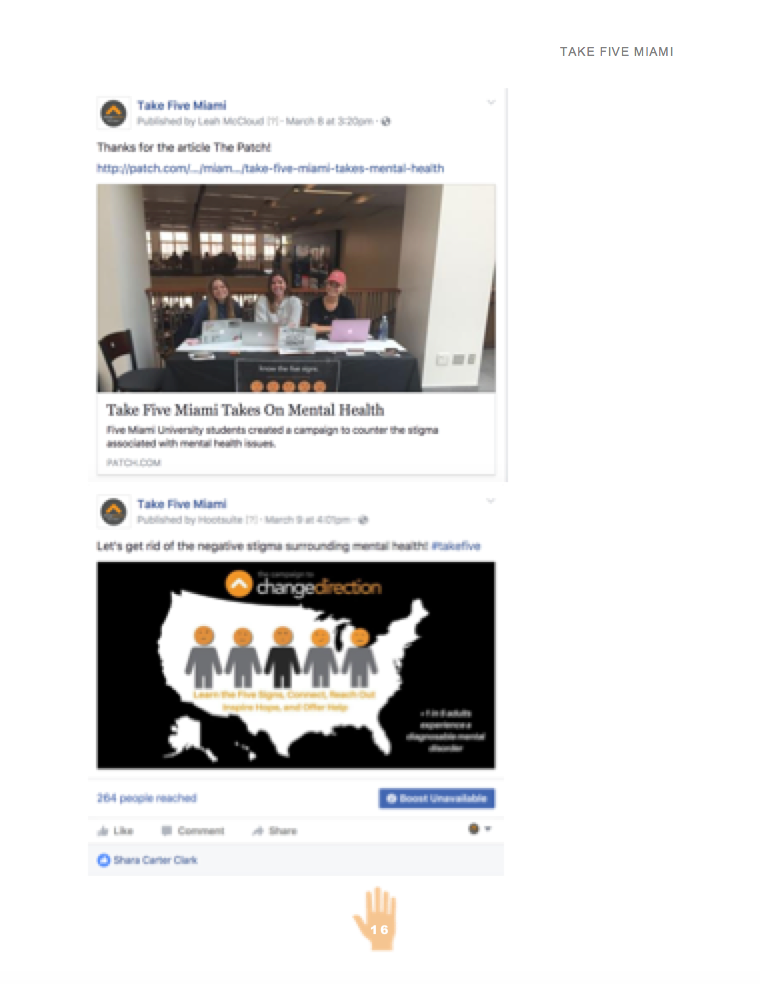 TAKE FIVE MIAMI
Take Five Miami
Published by Leah McCloud [?] · March 8 at 3:20pm ·
Thanks for the article The Patch!
http://patch.com/.../miam.../take-five-miami-takes-mental-health
know the five signs.
Take Five Miami Takes On Mental Health
Five Miami University students created a campaign to counter the stigma
associated with mental health issues.
PATCH.COM
Take Five Miami
Published by Hootsuite [?] · March 9 at 4:01pm ·
Let's get rid of the negative stigma surrounding mental health! #takefive
the campaign to
changedirection
Learn the Five Signs, Connect, Reach Out
Inspire Hope, and Offer Help
experience a
diagnosable mental
disorder
264 people reached
Boost Unavailable
Like Comment Share
Shara Carter Clark
16